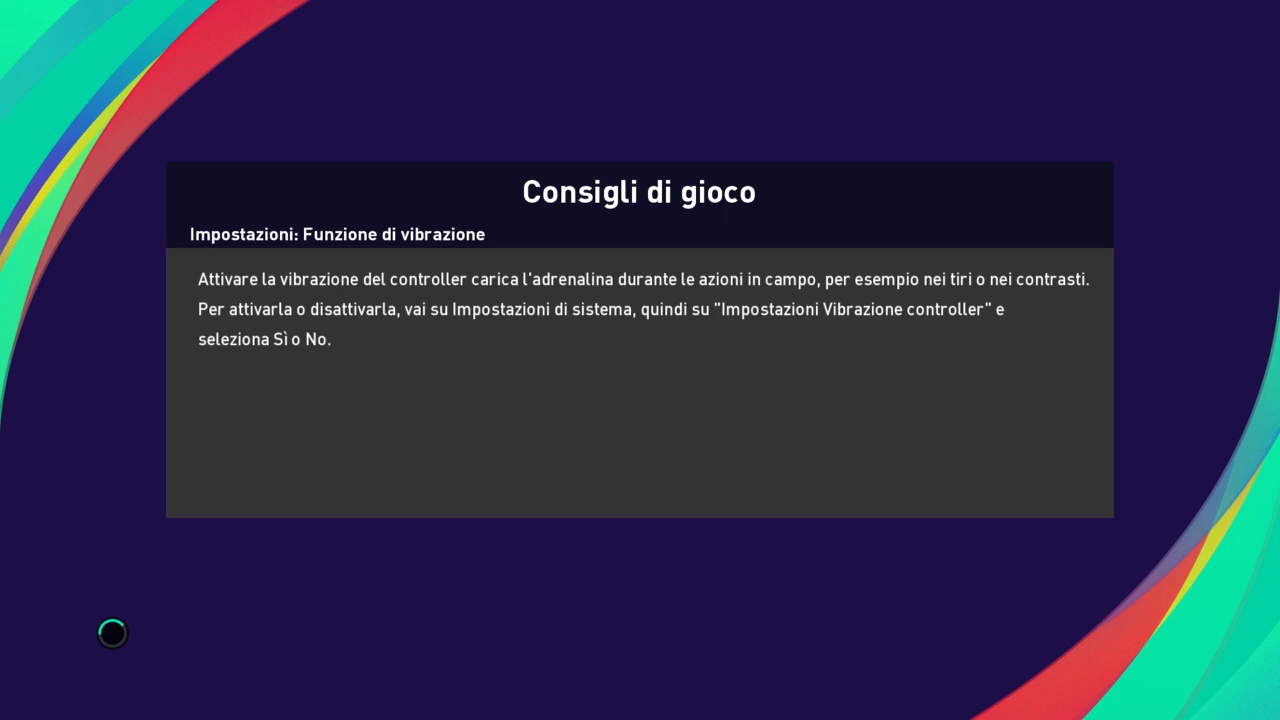 Consigli di gioco
Impostazioni: Funzione di vibrazione
Attivare la vibrazione del controller carica l'adrenalina durante le azioni in campo, per esempio nei tiri o nei contrasti.
Per attivarla o disattivarla, vai su Impostazioni di sistema, quindi su "Impostazioni Vibrazione controller" e
seleziona Sì o No.